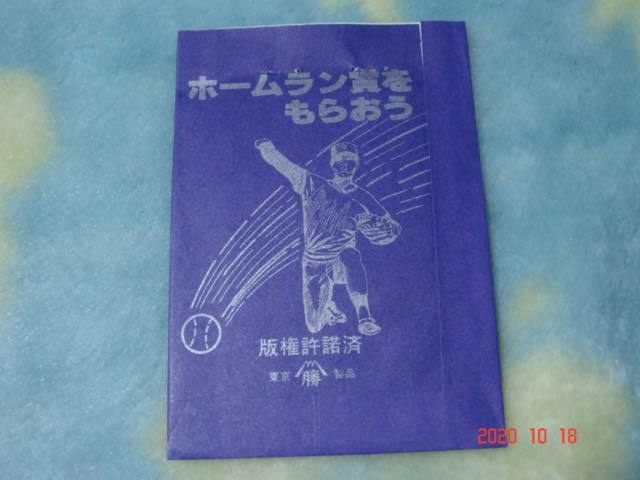 ホームラン賞を
もらおう
版権許諾済
東京 勝 製品
2020 10 18